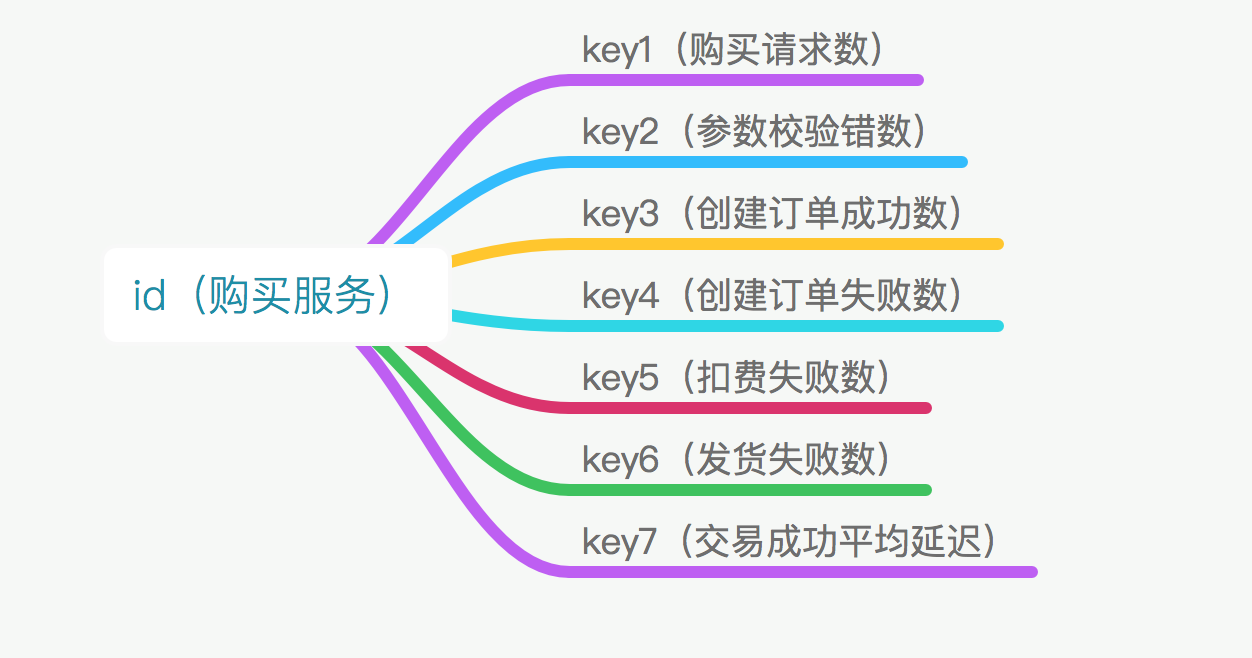 key1（购买请求数）
key2（参数校验错数）
key3（创建订单成功数）
id（购买服务）
key4（创建订单失败数）
key5（扣费失败数）
key6（发货失败数）
key7（交易成功平均延迟）